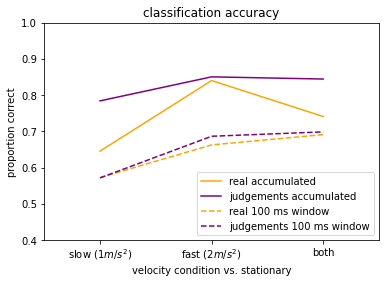 classification accuracy
proportion correct
1.0
0.9
0.8
0.7
0.6
0.5
0.4
real accumulated
judgements accumulated
real 100 ms window
judgements 100 ms window
slow (1m/s²) fast (2m/s²) both
velocity condition vs. stationary